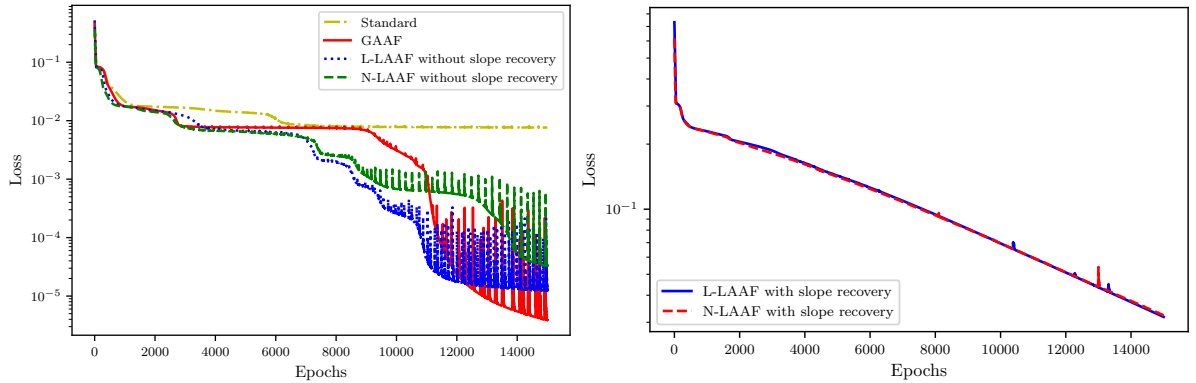 Loss
10⁻¹
10⁻²
10⁻³
10⁻⁴
10⁻⁵
Standard
GAAF
L-LAAF without slope recovery
N-LAAF without slope recovery
0 2000 4000 6000 8000 10000 12000 14000
Epochs
Loss
10⁻¹
L-LAAF with slope recovery
N-LAAF with slope recovery
0 2000 4000 6000 8000 10000 12000 14000
Epochs